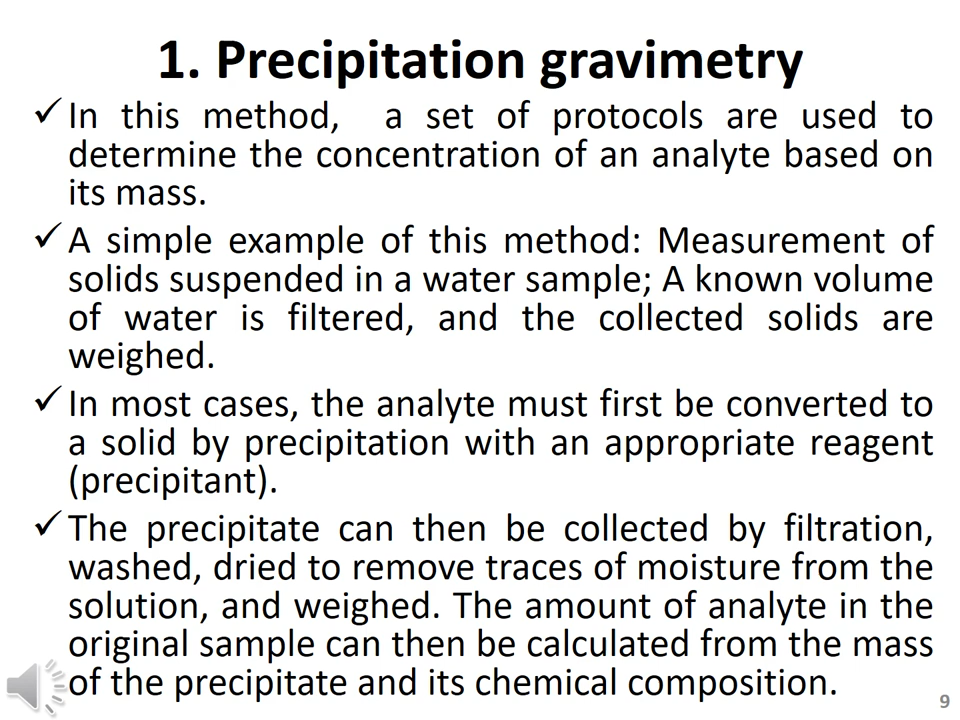 1. Precipitation gravimetry
✓ In this method, a set of protocols are used to
determine the concentration of an analyte based on
its mass.
✓ A simple example of this method: Measurement of
solids suspended in a water sample; A known volume
of water is filtered, and the collected solids are
weighed.
✓ In most cases, the analyte must first be converted to
a solid by precipitation with an appropriate reagent
(precipitant).
✓ The precipitate can then be collected by filtration,
washed, dried to remove traces of moisture from the
solution, and weighed. The amount of analyte in the
original sample can then be calculated from the mass
of the precipitate and its chemical composition.
9